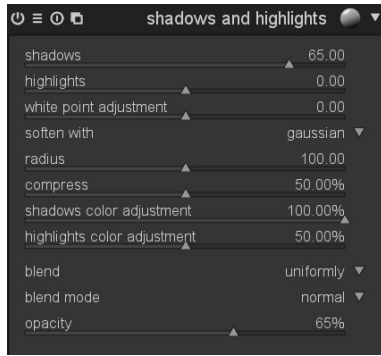 shadows and highlights
shadows 65.00
highlights 0.00
white point adjustment 0.00
soften with gaussian
radius 100.00
compress 50.00%
shadows color adjustment 100.00%
highlights color adjustment 50.00%
blend uniformly
blend mode normal
opacity 65%